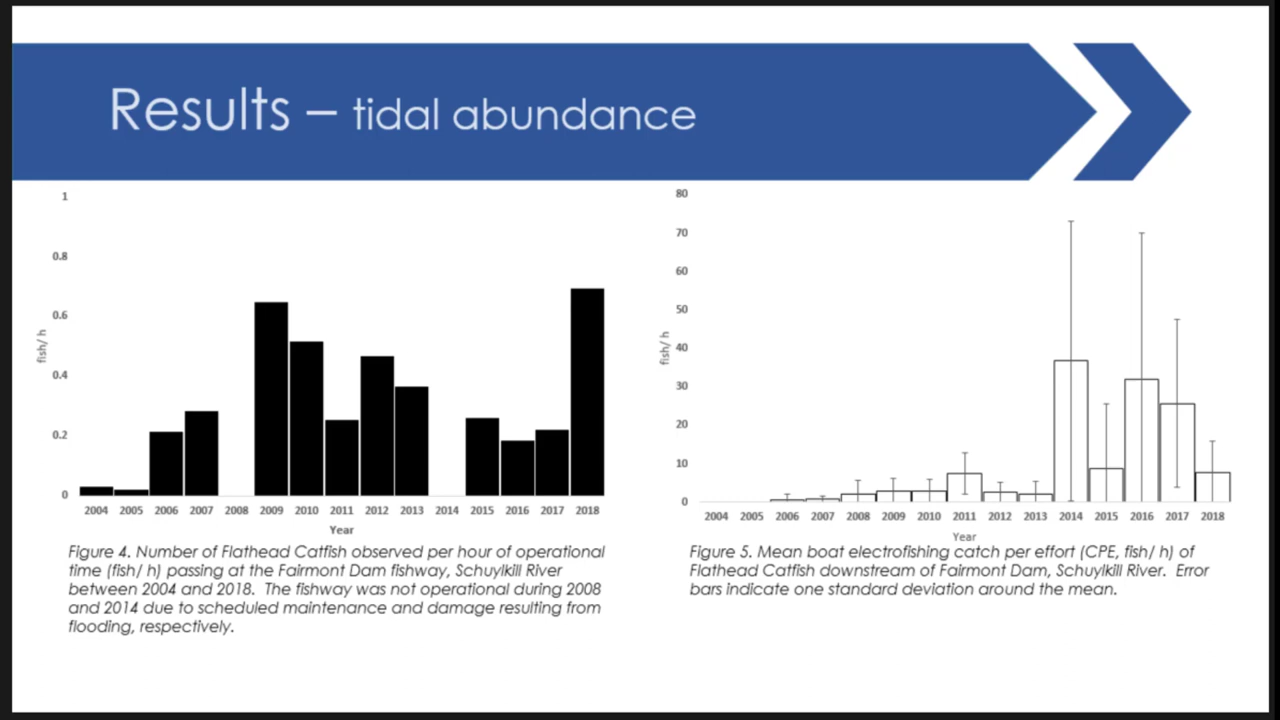 Results – tidal abundance
1
0.8
0.6
0.4
0.2
0
fish/ h
2004 2005 2006 2007 2008 2009 2010 2011 2012 2013 2014 2015 2016 2017 2018
Year
Figure 4. Number of Flathead Catfish observed per hour of operational
time (fish/ h) passing at the Fairmont Dam fishway, Schuylkill River
between 2004 and 2018.  The fishway was not operational during 2008
and 2014 due to scheduled maintenance and damage resulting from
flooding, respectively.
80
70
60
50
40
30
20
10
0
fish/ h
2004 2005 2006 2007 2008 2009 2010 2011 2012 2013 2014 2015 2016 2017 2018
Year
Figure 5. Mean boat electrofishing catch per effort (CPE, fish/ h) of
Flathead Catfish downstream of Fairmont Dam, Schuylkill River.  Error
bars indicate one standard deviation around the mean.